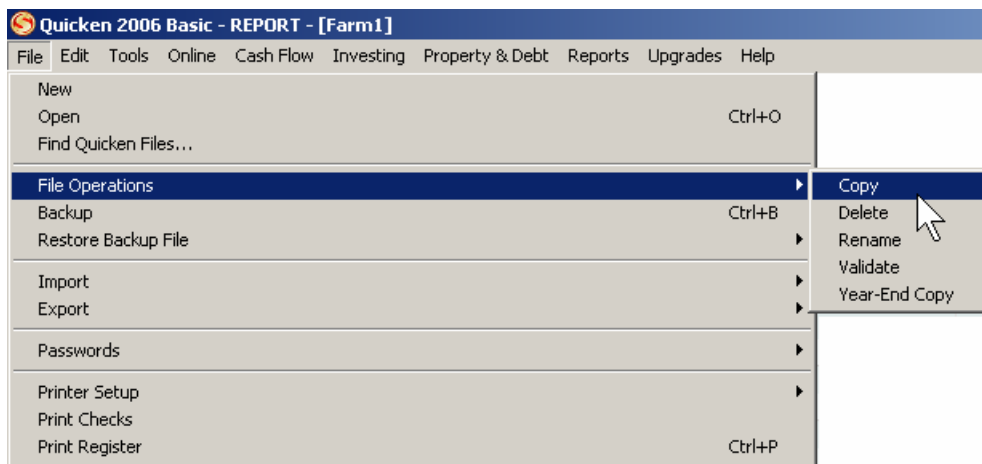 Quicken 2006 Basic - REPORT - [Farm1]
File Edit Tools Online Cash Flow Investing Property & Debt Reports Upgrades Help
New
Open Ctrl+O
Find Quicken Files...
File Operations
Backup Ctrl+B
Restore Backup File
Import
Export
Passwords
Printer Setup
Print Checks
Print Register Ctrl+P
Copy
Delete
Rename
Validate
Year-End Copy